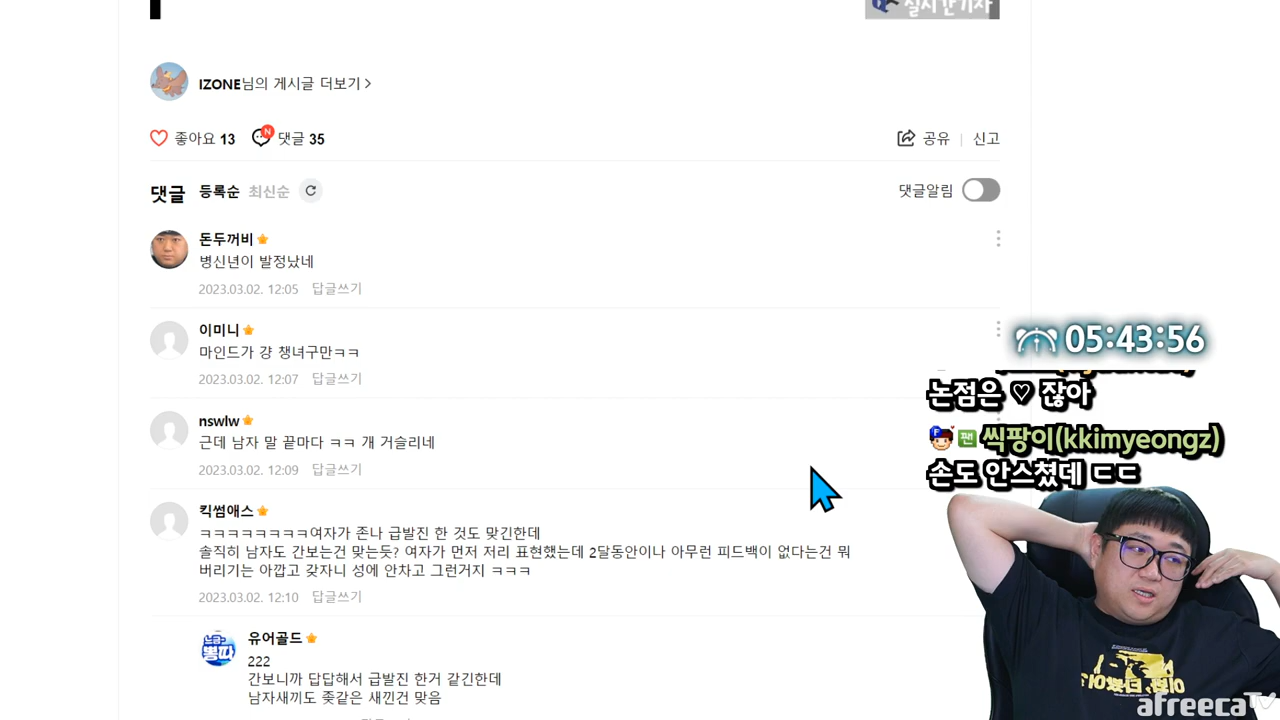 실시간기자
IZONE님의 게시글 더보기 >
좋아요 13 N 댓글 35
공유 | 신고
댓글 등록순 최신순
댓글알림
돈두꺼비
병신년이 발정났네
2023.03.02. 12:05 답글쓰기
이미니
마인드가 걍 챙녀구만ㅋㅋ
2023.03.02. 12:07 답글쓰기
nswlw
근데 남자 말 끝마다 ㅋㅋ 개 거슬리네
2023.03.02. 12:09 답글쓰기
킥썸애스
ㅋㅋㅋㅋㅋㅋㅋㅋ여자가 존나 급발진 한 것도 맞긴한데
솔직히 남자도 간보는건 맞는듯? 여자가 먼저 저리 표현했는데 2달동안이나 아무런 피드백이 없다는건 뭐
버리기는 아깝고 갖자니 성에 안차고 그런거지 ㅋㅋㅋ
2023.03.02. 12:10 답글쓰기
유어골드
222
간보니까 답답해서 급발진 한거 같긴한데
남자새끼도 좆같은 새낀건 맞음
05:43:56
논점은 ♡ 잖아
F 팬 씩팡이(kkimyeongz)
손도 안스쳤데 ㄷㄷ
afreecaTV